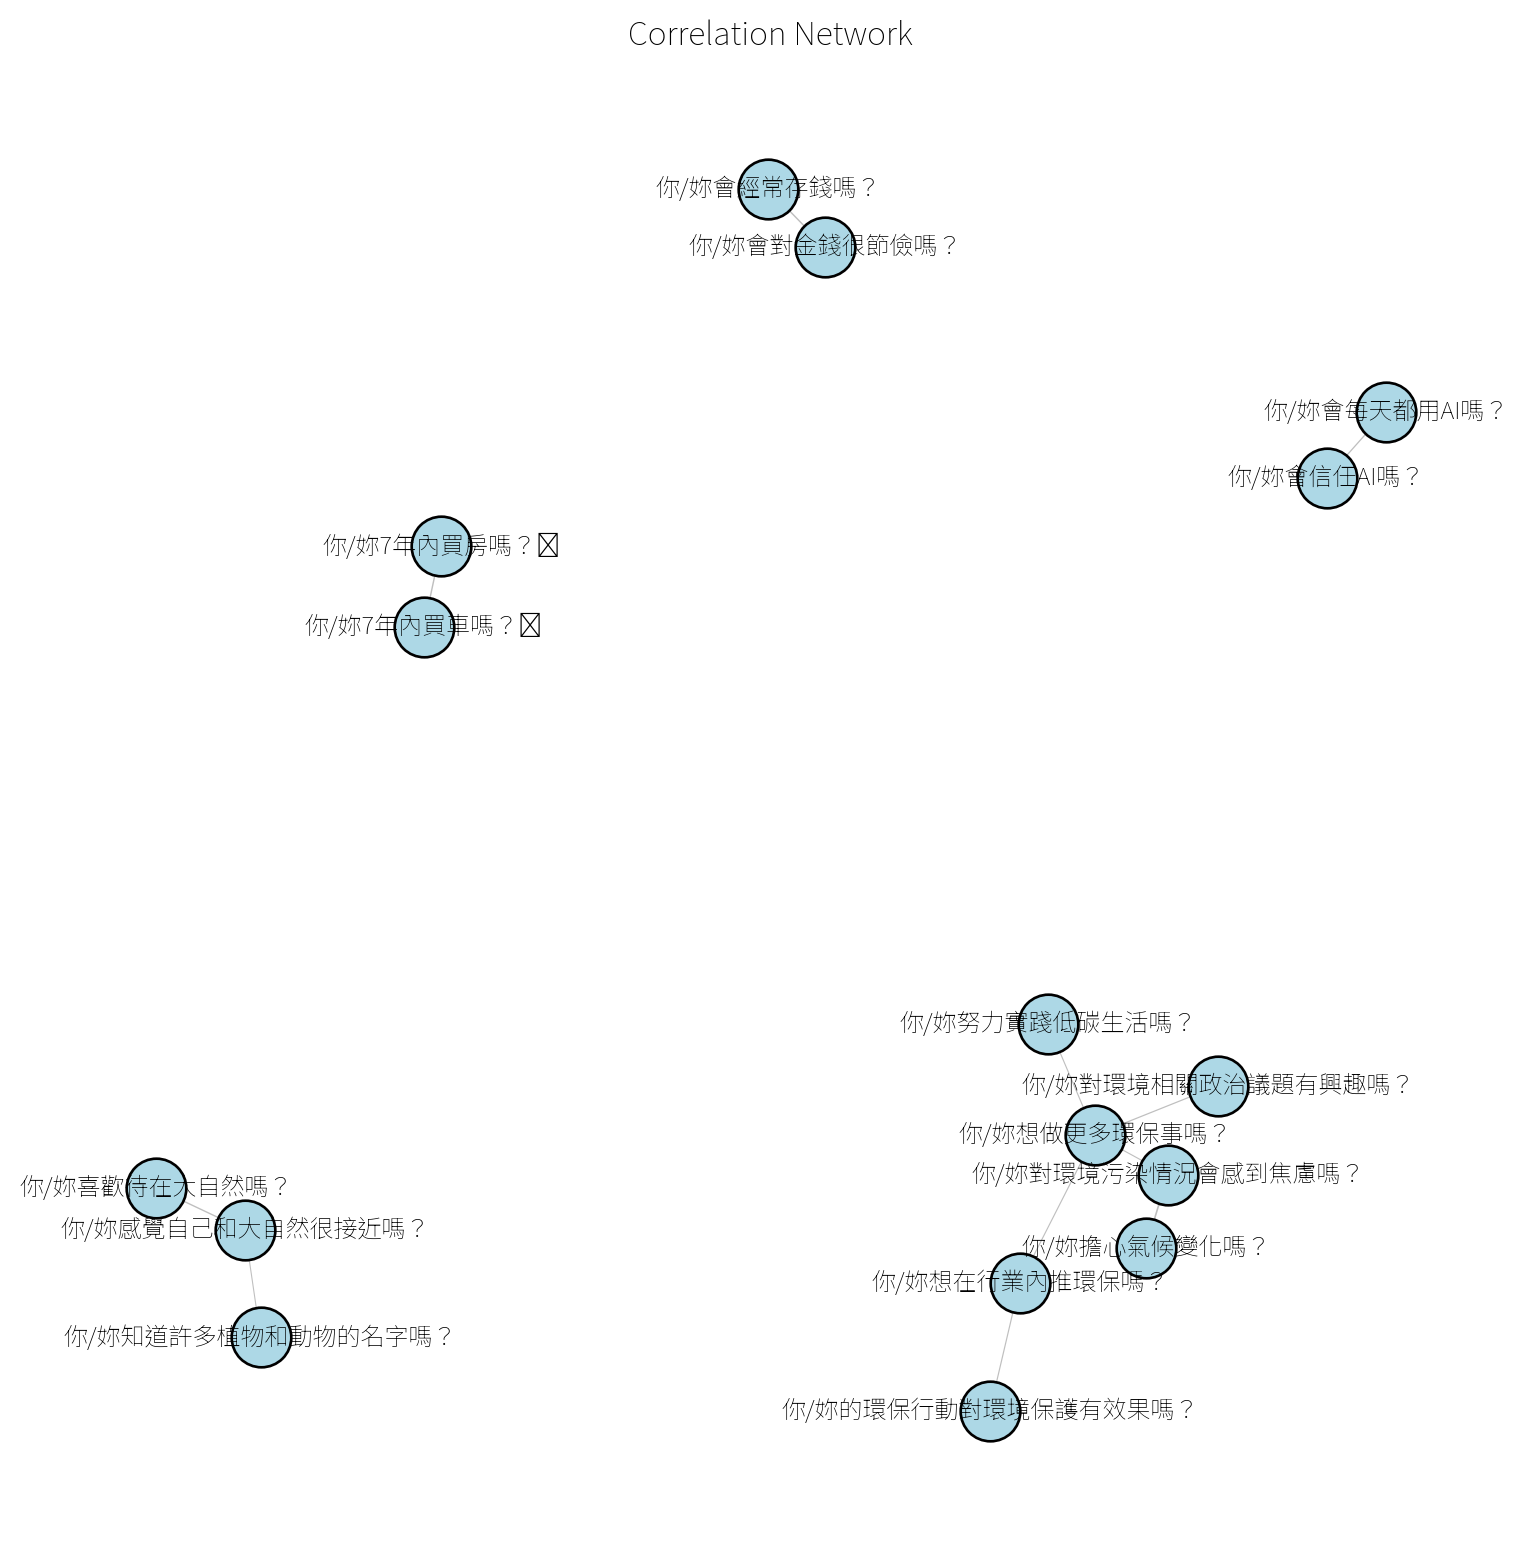 Correlation Network
你/妳會經常存錢嗎？
你/妳會對金錢很節儉嗎？
你/妳會每天都用AI嗎？
你/妳會信任AI嗎？
你/妳7年內買房嗎？
你/妳7年內買車嗎？
你/妳努力實踐低碳生活嗎？
你/妳對環境相關政治議題有興趣嗎？
你/妳想做更多環保事嗎？
你/妳對環境污染情況會感到焦慮嗎？
你/妳喜歡待在大自然嗎？
你/妳感覺自己和大自然很接近嗎？
你/妳擔心氣候變化嗎？
你/妳想在行業內推環保嗎？
你/妳知道許多植物和動物的名字嗎？
你/妳的環保行動對環境保護有效果嗎？